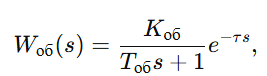 W_об(s) = K_об / (T_об s + 1) e^{-τs},